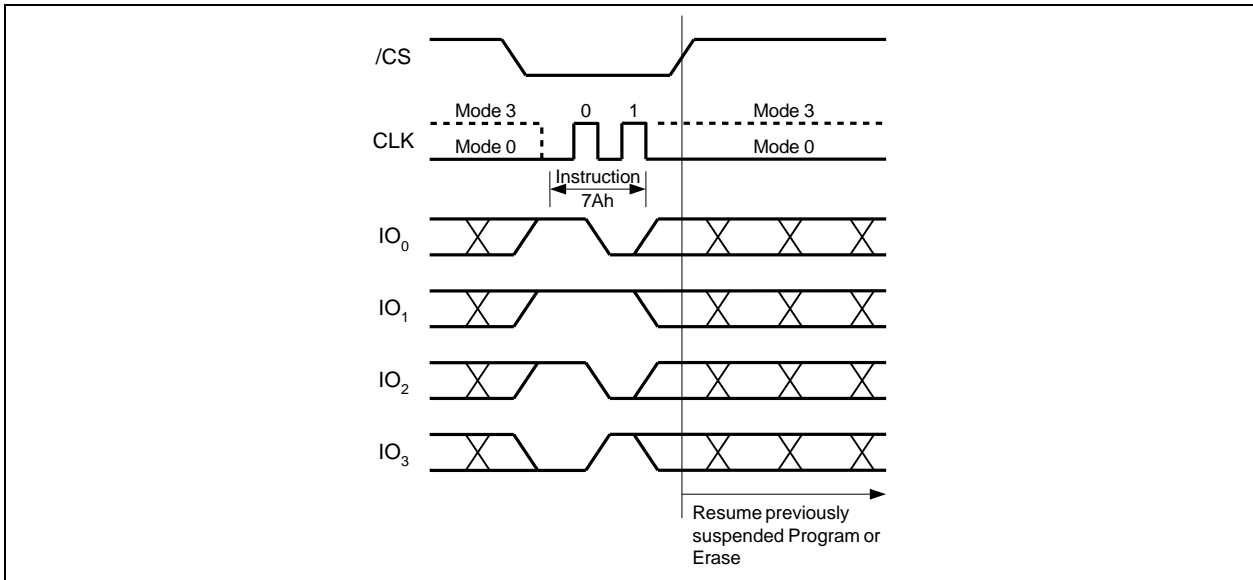 /CS
Mode 3 0 1 Mode 3
CLK Mode 0 Mode 0
Instruction
7Ah
IO0
IO1
IO2
IO3
Resume previously
suspended Program or
Erase